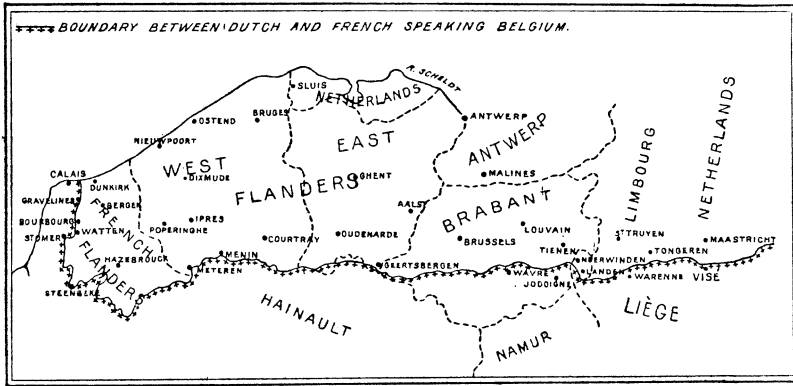 BOUNDARY BETWEEN DUTCH AND FRENCH SPEAKING BELGIUM.
R. SCHELDT
SLUIS
NETHERLANDS
OSTEND
BRUGES
ANTWERP
EAST
ANTWERP
NIEUWPOORT
WEST
LIMBOURG
NETHERLANDS
CALAIS
DUNKIRK
DIXMUDE
FLANDERS
GHENT
MALINES
GRAVELINES
BERGEN
FRENCH
AALST
BRABANT
BOURBOURG
IPRES
POPERINGHE
LOUVAIN
ST TRUYEN
STOMER
WATTEN
COURTRAY
OUDENARDE
BRUSSELS
TIENEN
TONGEREN
MAASTRICHT
FLANDERS
HAZEBROUCK
MENIN
METEREN
GEERTSBERGEN
NEERWINDEN
WAVRE
LANDEN
JODOIGNE
WARENNE
VISE
STEENBEKE
HAINAULT
LIÈGE
NAMUR